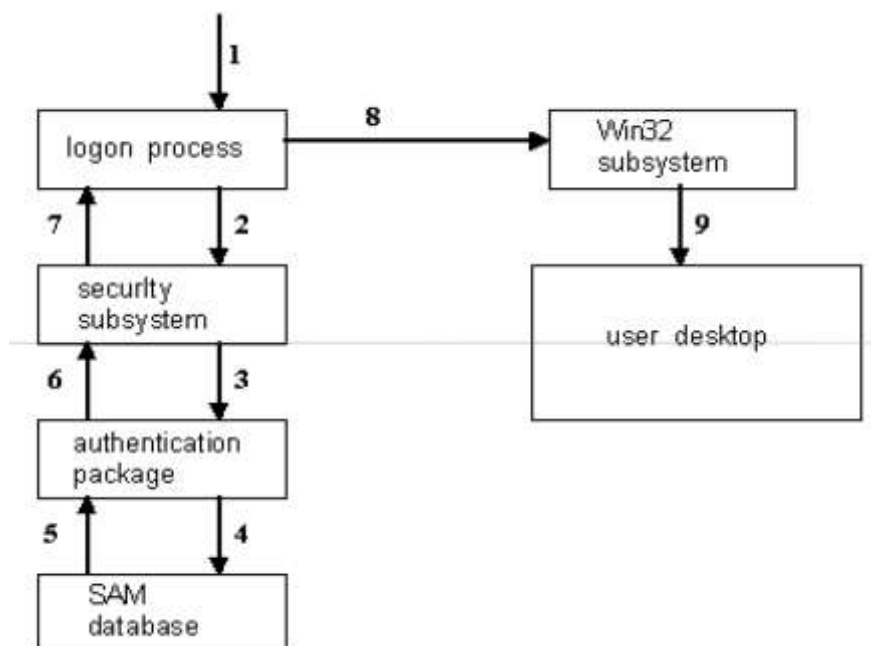 1
logon process
8
Win32
subsystem
7
2
9
security
subsystem
user desktop
6
3
authentication
package
5
4
SAM
database